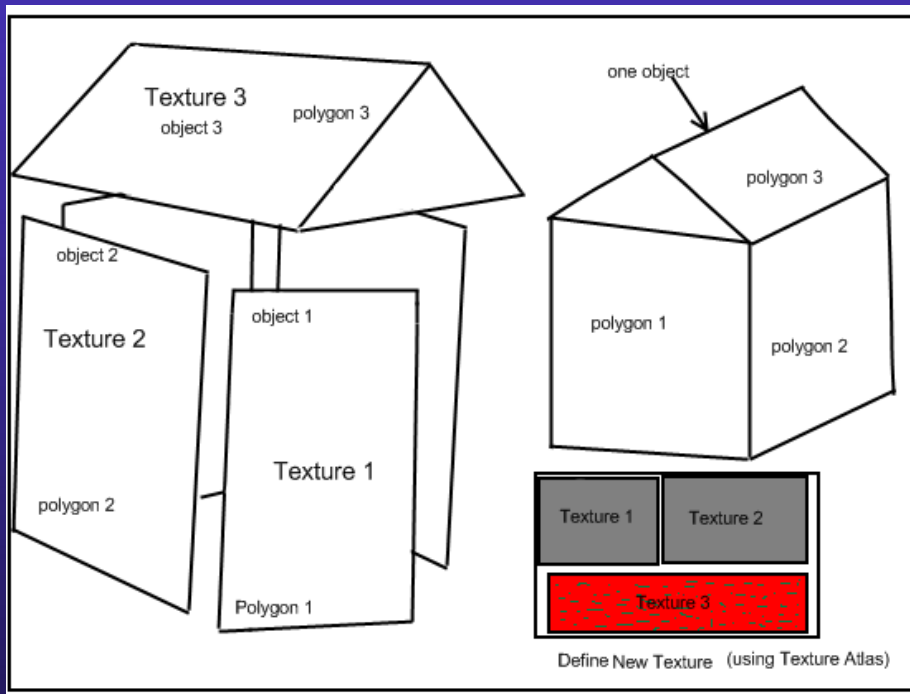 Texture 3
object 3
polygon 3
object 2
Texture 2
polygon 2
object 1
Texture 1
Polygon 1
one object
polygon 3
polygon 1
polygon 2
Texture 1
Texture 2
Texture 3
Define New Texture (using Texture Atlas)